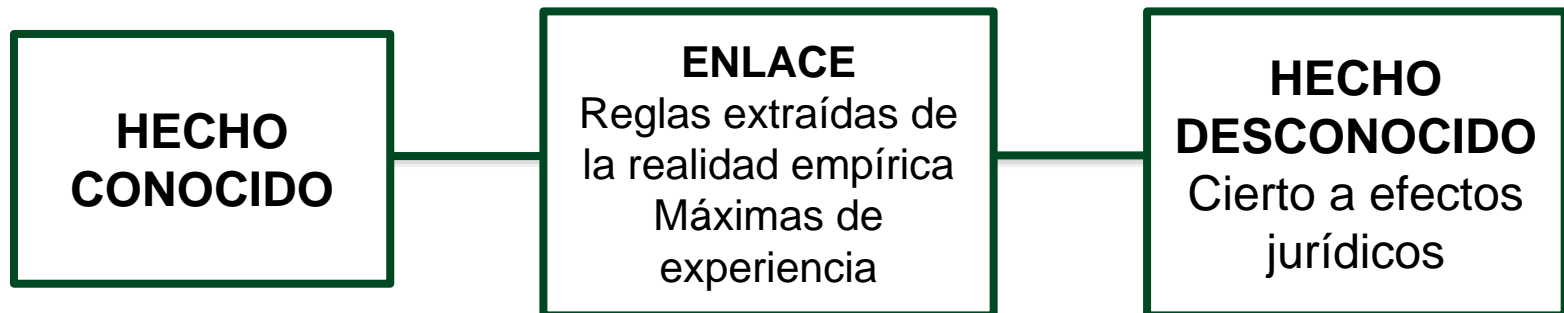 HECHO
CONOCIDO
ENLACE
Reglas extraídas de
la realidad empírica
Máximas de
experiencia
HECHO
DESCONOCIDO
Cierto a efectos
jurídicos